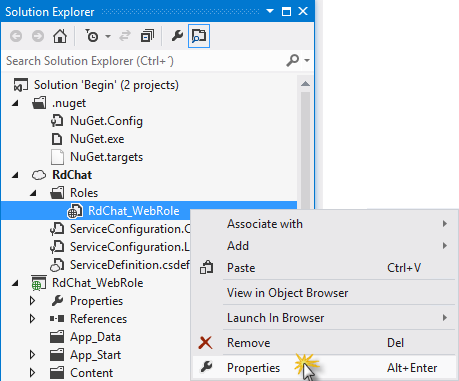 Solution Explorer
Search Solution Explorer (Ctrl+´)
Solution 'Begin' (2 projects)
.nuget
NuGet.Config
NuGet.exe
NuGet.targets
RdChat
Roles
RdChat_WebRole
ServiceConfiguration.C
ServiceConfiguration.L
ServiceDefinition.csdef
RdChat_WebRole
Properties
References
App_Data
App_Start
Content
Associate with
Add
Paste Ctrl+V
View in Object Browser
Launch In Browser
Remove Del
Properties Alt+Enter